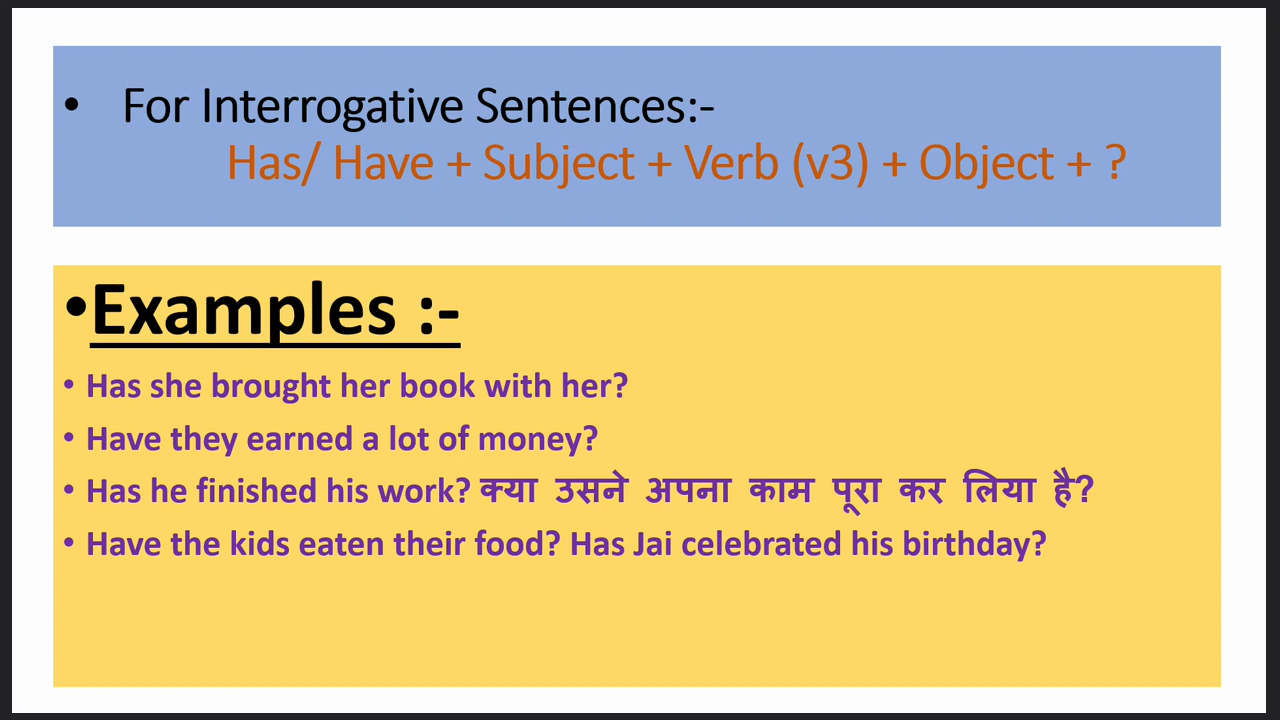 • For Interrogative Sentences:-
Has/ Have + Subject + Verb (v3) + Object + ?
•Examples :-
• Has she brought her book with her?
• Have they earned a lot of money?
• Has he finished his work? क्या उसने अपना काम पूरा कर लिया है?
• Have the kids eaten their food? Has Jai celebrated his birthday?